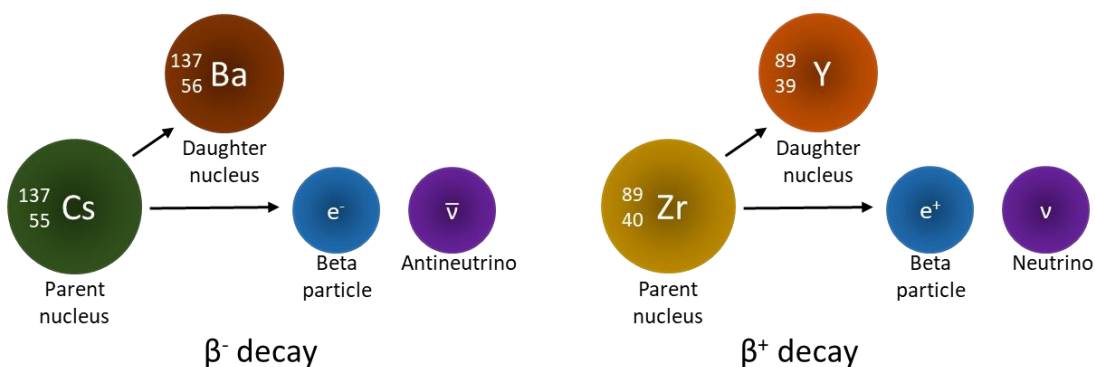 137
56 Ba
Daughter
nucleus
137
55 Cs
Parent
nucleus
e-
Beta
particle
ν̅
Antineutrino
β- decay
89
39 Y
Daughter
nucleus
89
40 Zr
Parent
nucleus
e+
Beta
particle
ν
Neutrino
β+ decay